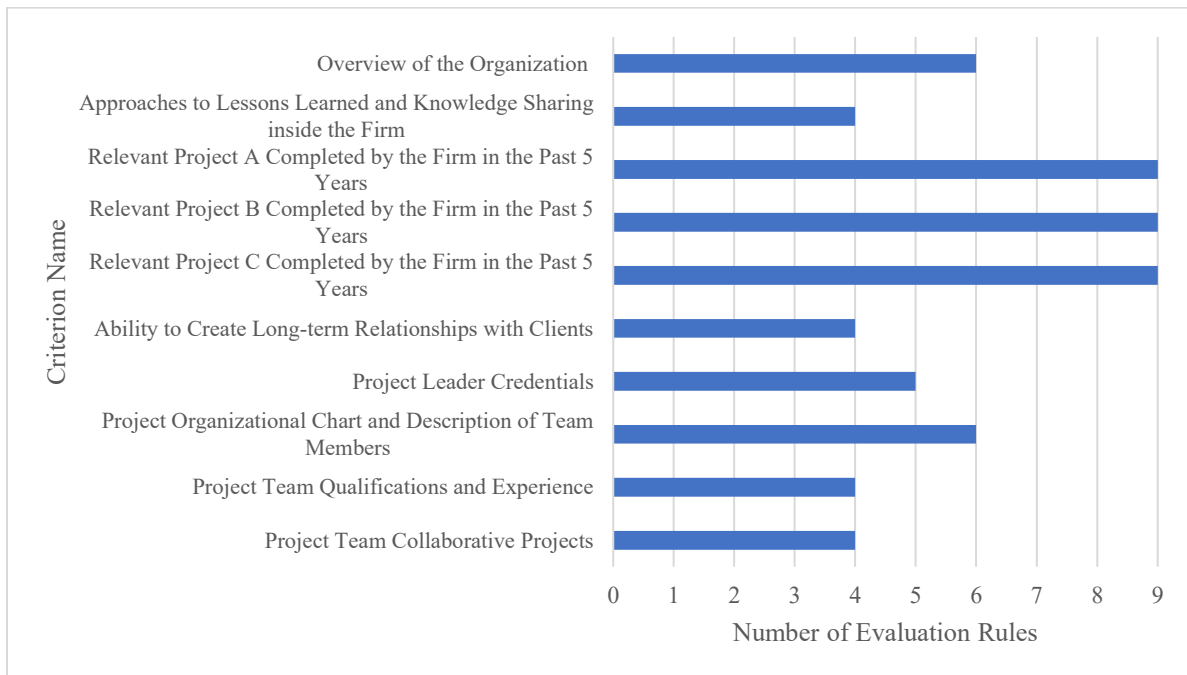 Overview of the Organization
Approaches to Lessons Learned and Knowledge Sharing
inside the Firm
Relevant Project A Completed by the Firm in the Past 5
Years
Relevant Project B Completed by the Firm in the Past 5
Years
Relevant Project C Completed by the Firm in the Past 5
Years
Ability to Create Long-term Relationships with Clients
Project Leader Credentials
Project Organizational Chart and Description of Team
Members
Project Team Qualifications and Experience
Project Team Collaborative Projects
Criterion Name
0 1 2 3 4 5 6 7 8 9
Number of Evaluation Rules